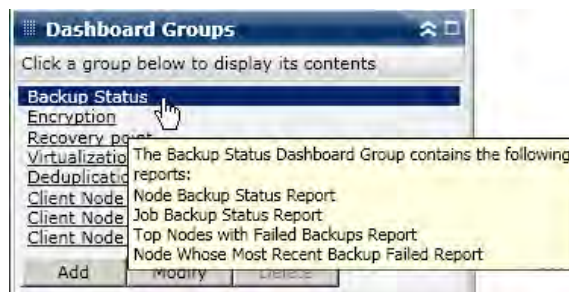 Dashboard Groups
Click a group below to display its contents
Backup Status
Encryption
Recovery point
Virtualizatio
Deduplicatio
Client Node
Client Node
Client Node
The Backup Status Dashboard Group contains the following
reports:
Node Backup Status Report
Job Backup Status Report
Top Nodes with Failed Backups Report
Node Whose Most Recent Backup Failed Report
Add Modify Delete